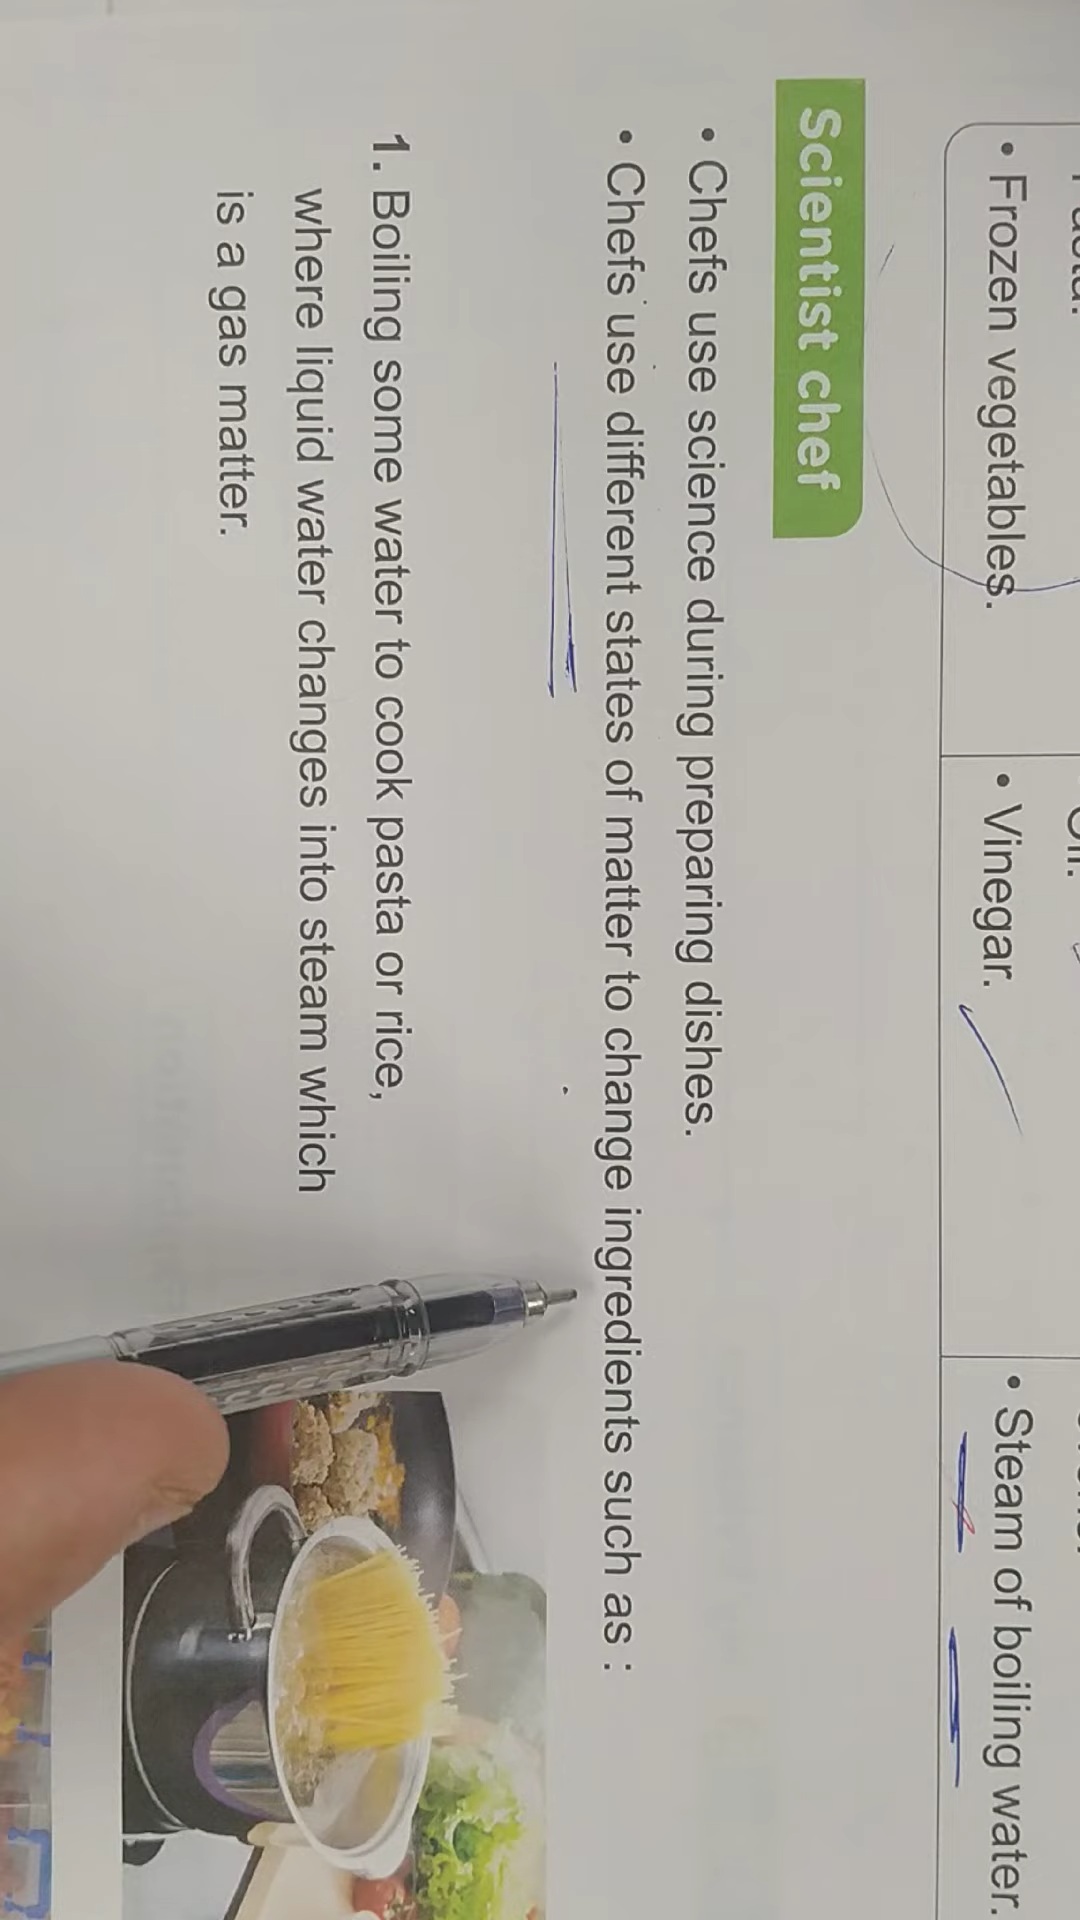 • Frozen vegetables. • Vinegar. • Steam of boiling water.
Scientist chef
• Chefs use science during preparing dishes.
• Chefs use different states of matter to change ingredients such as :
1. Boiling some water to cook pasta or rice,
where liquid water changes into steam which
is a gas matter.